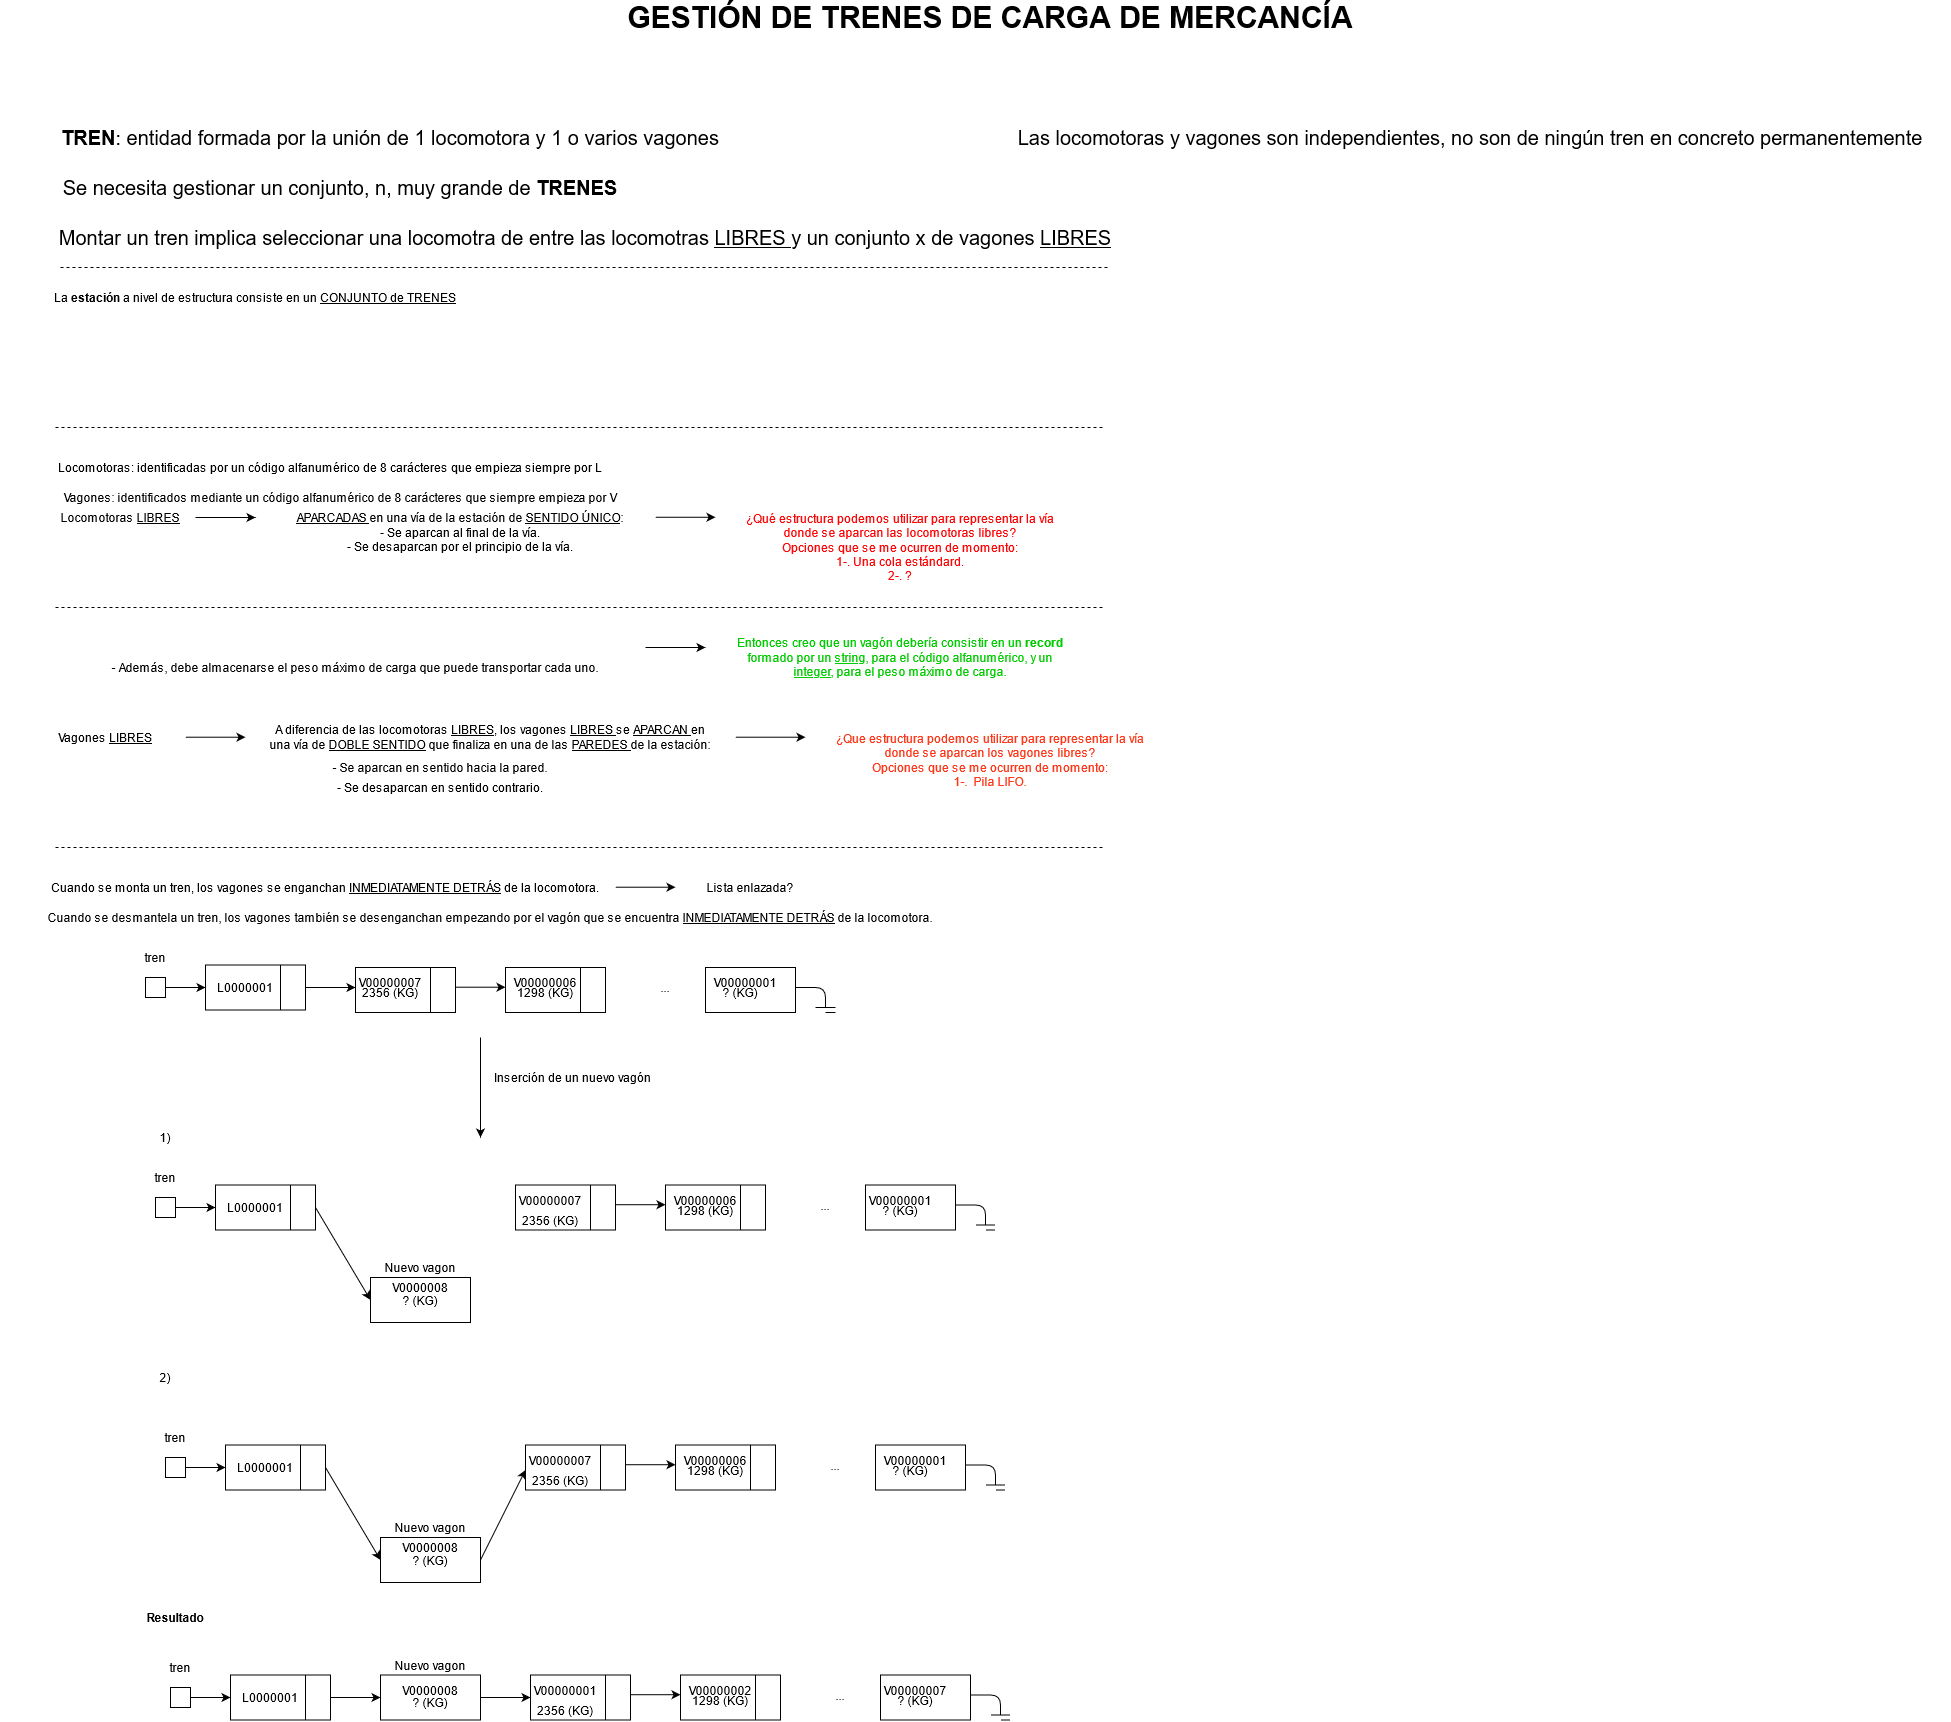 GESTIÓN DE TRENES DE CARGA DE MERCANCÍA
TREN: entidad formada por la unión de 1 locomotora y 1 o varios vagones
Las locomotoras y vagones son independientes, no son de ningún tren en concreto permanentemente
Se necesita gestionar un conjunto, n, muy grande de TRENES
Montar un tren implica seleccionar una locomotra de entre las locomotras LIBRES y un conjunto x de vagones LIBRES
La estación a nivel de estructura consiste en un CONJUNTO de TRENES
Locomotoras: identificadas por un código alfanumérico de 8 carácteres que empieza siempre por L
Vagones: identificados mediante un código alfanumérico de 8 carácteres que siempre empieza por V
Locomotoras LIBRES
APARCADAS en una vía de la estación de SENTIDO ÚNICO:
- Se aparcan al final de la vía.
- Se desaparcan por el principio de la vía.
¿Qué estructura podemos utilizar para representar la vía
donde se aparcan las locomotoras libres?
Opciones que se me ocurren de momento:
1-. Una cola estándard.
2-. ?
- Además, debe almacenarse el peso máximo de carga que puede transportar cada uno.
Entonces creo que un vagón debería consistir en un record
formado por un string, para el código alfanumérico, y un
integer, para el peso máximo de carga.
Vagones LIBRES
A diferencia de las locomotoras LIBRES, los vagones LIBRES se APARCAN en
una vía de DOBLE SENTIDO que finaliza en una de las PAREDES de la estación:
- Se aparcan en sentido hacia la pared.
- Se desaparcan en sentido contrario.
¿Que estructura podemos utilizar para representar la vía
donde se aparcan los vagones libres?
Opciones que se me ocurren de momento:
1-. Pila LIFO.
Cuando se monta un tren, los vagones se enganchan INMEDIATAMENTE DETRÁS de la locomotora.
Lista enlazada?
Cuando se desmantela un tren, los vagones también se desenganchan empezando por el vagón que se encuentra INMEDIATAMENTE DETRÁS de la locomotora.
tren
L0000001
V00000007
2356 (KG)
V00000006
1298 (KG)
...
V00000001
? (KG)
Inserción de un nuevo vagón
1)
tren
L0000001
V00000007
2356 (KG)
V00000006
1298 (KG)
...
V00000001
? (KG)
Nuevo vagon
V0000008
? (KG)
2)
tren
L0000001
V00000007
2356 (KG)
V00000006
1298 (KG)
...
V00000001
? (KG)
Nuevo vagon
V0000008
? (KG)
Resultado
tren
L0000001
Nuevo vagon
V0000008
? (KG)
V00000001
2356 (KG)
V00000002
1298 (KG)
...
V00000007
? (KG)